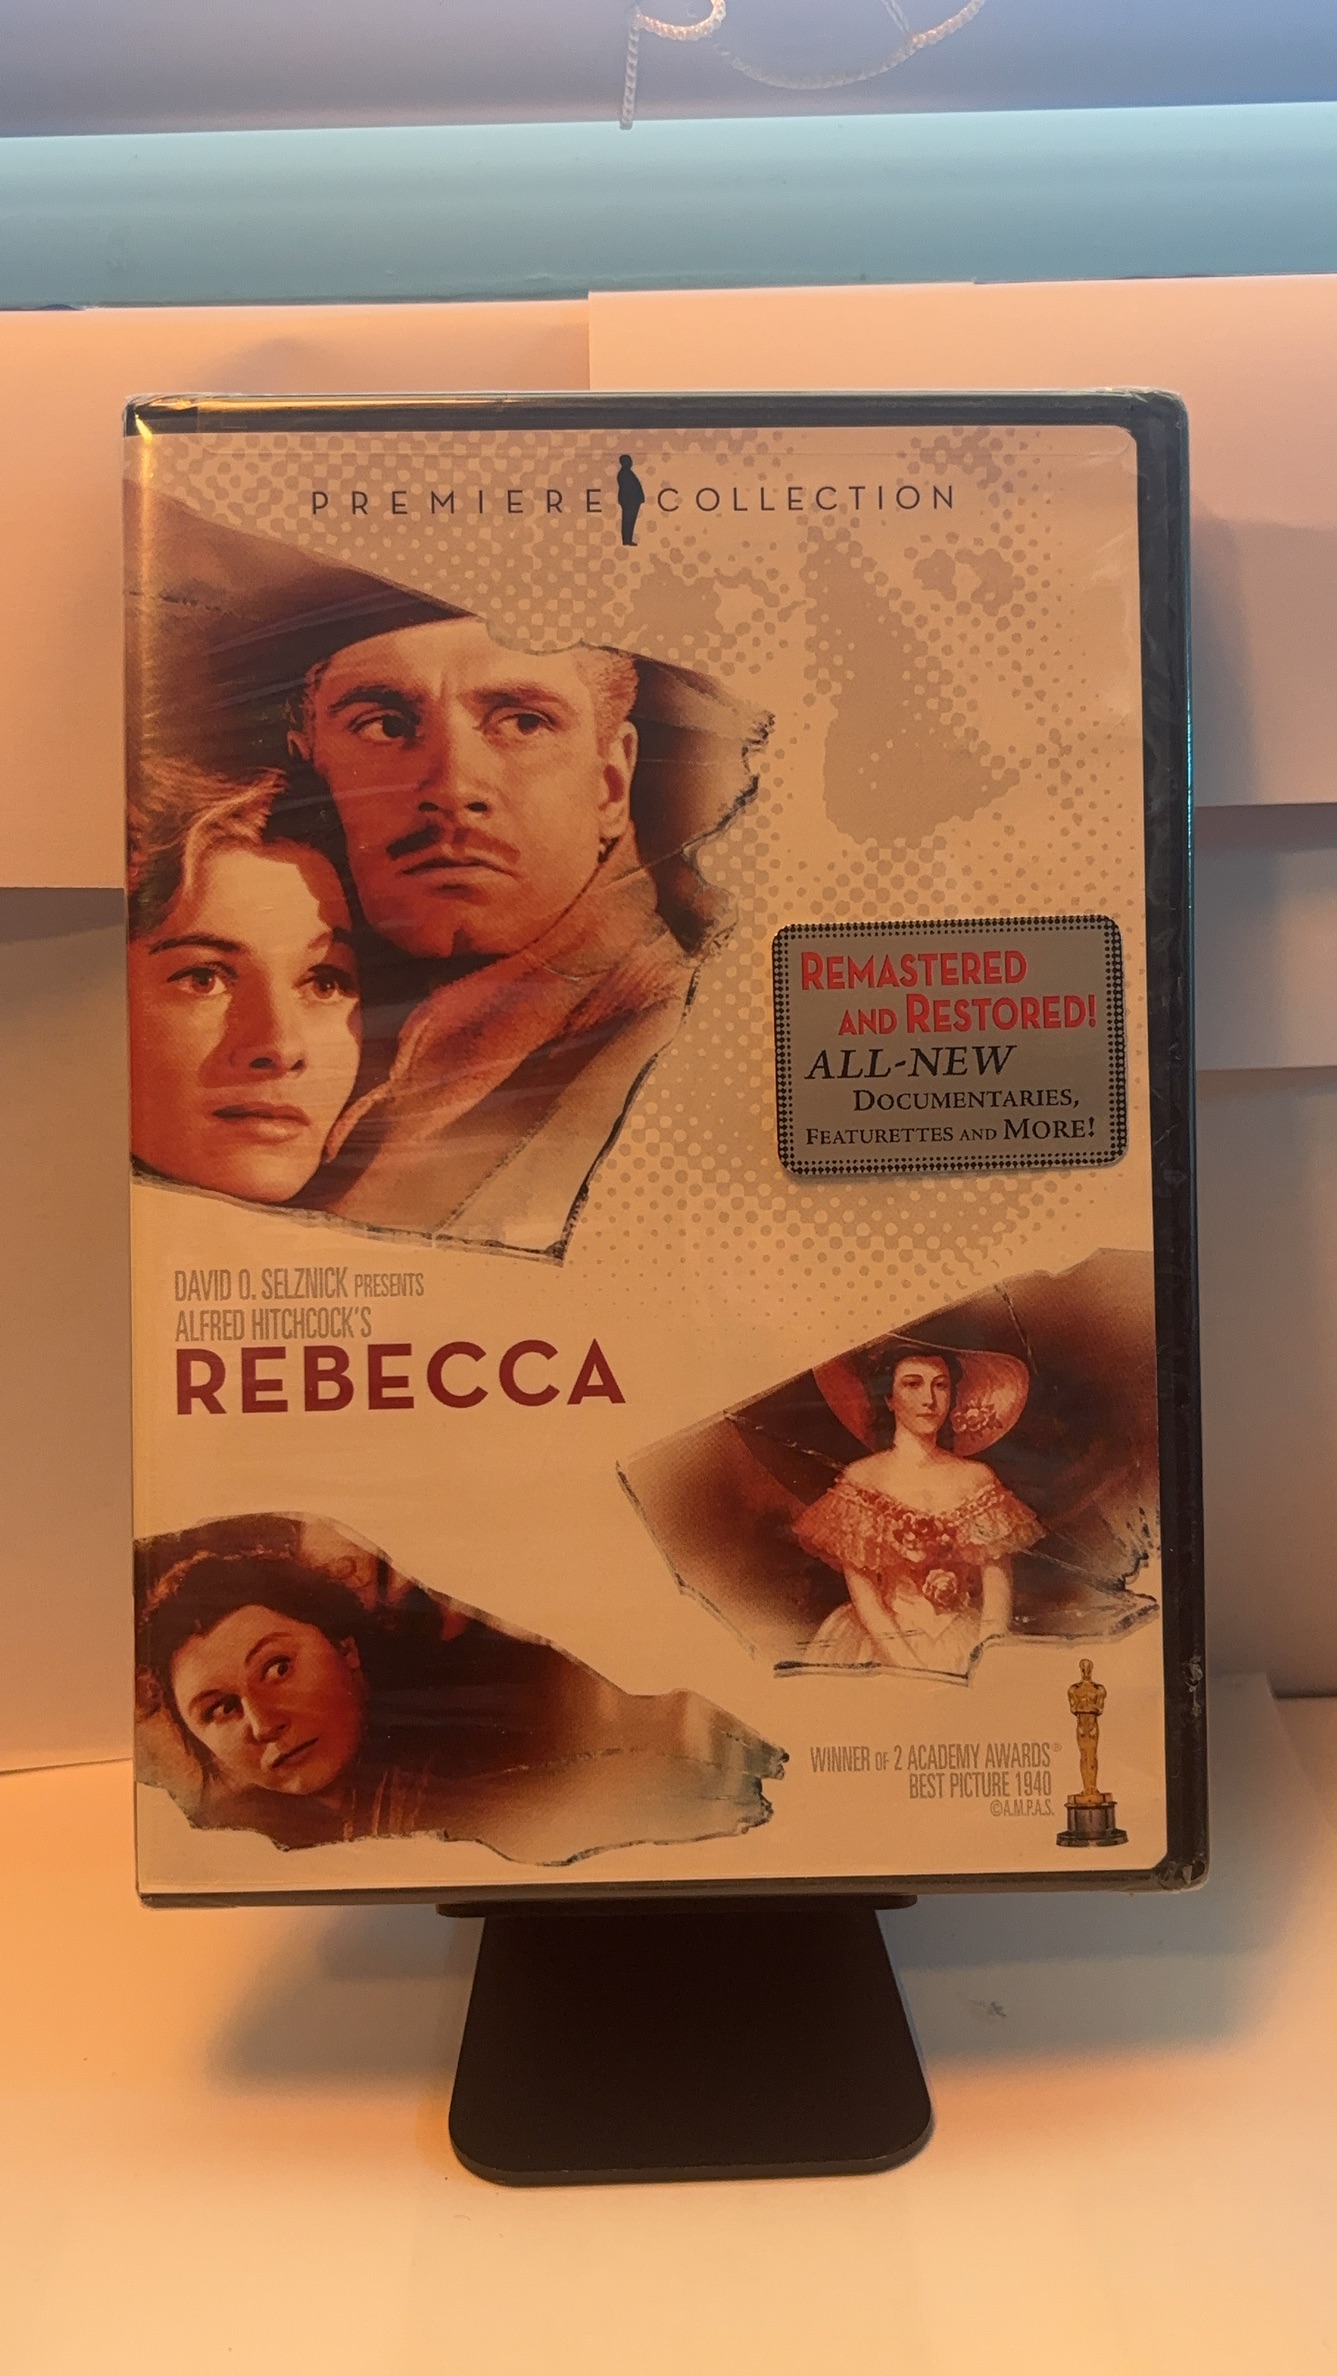 PREMIERE COLLECTION
REMASTERED
AND RESTORED!
ALL-NEW
DOCUMENTARIES,
FEATURETTES AND MORE!
DAVID O. SELZNICK PRESENTS
ALFRED HITCHCOCK'S
REBECCA
WINNER OF 2 ACADEMY AWARDS®
BEST PICTURE 1940
©A.M.P.A.S.